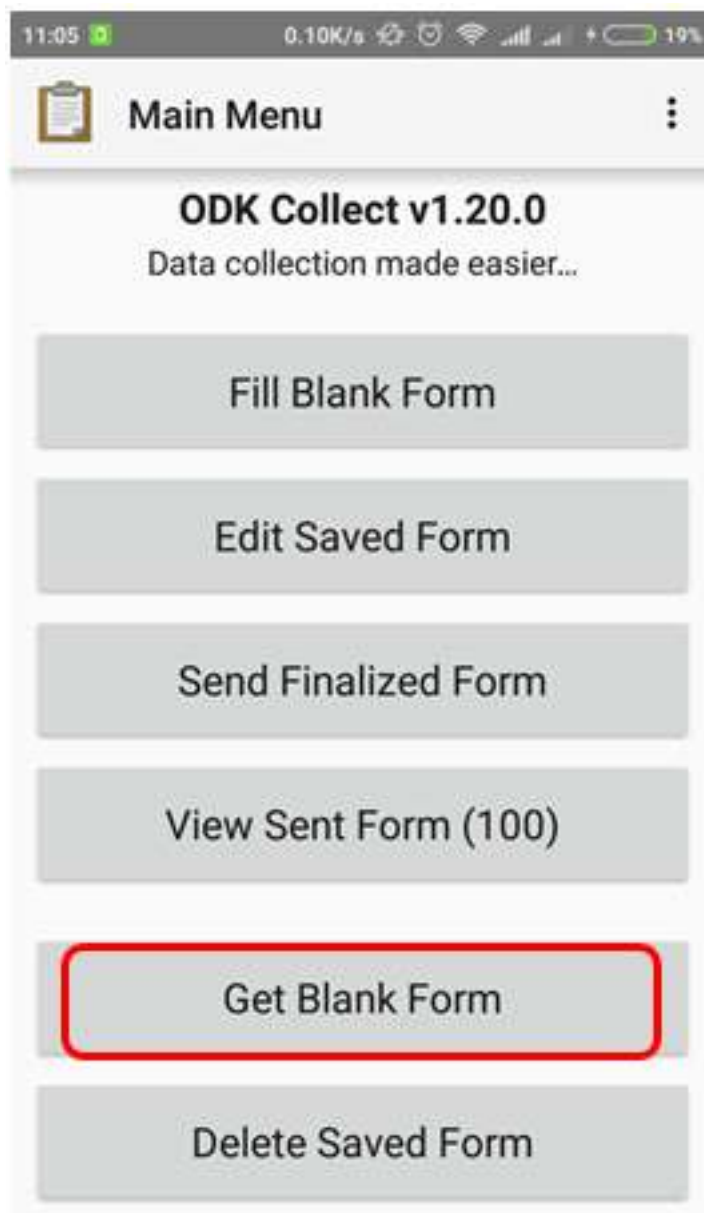 11:05 0.10K/s 19%
Main Menu
ODK Collect v1.20.0
Data collection made easier...
Fill Blank Form
Edit Saved Form
Send Finalized Form
View Sent Form (100)
Get Blank Form
Delete Saved Form